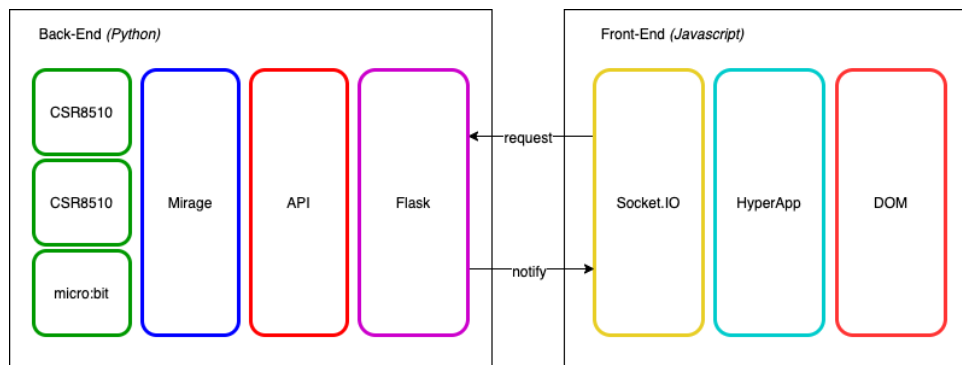 Back-End (Python)
Front-End (Javascript)
CSR8510
CSR8510
micro:bit
Mirage
API
Flask
request
notify
Socket.IO
HyperApp
DOM